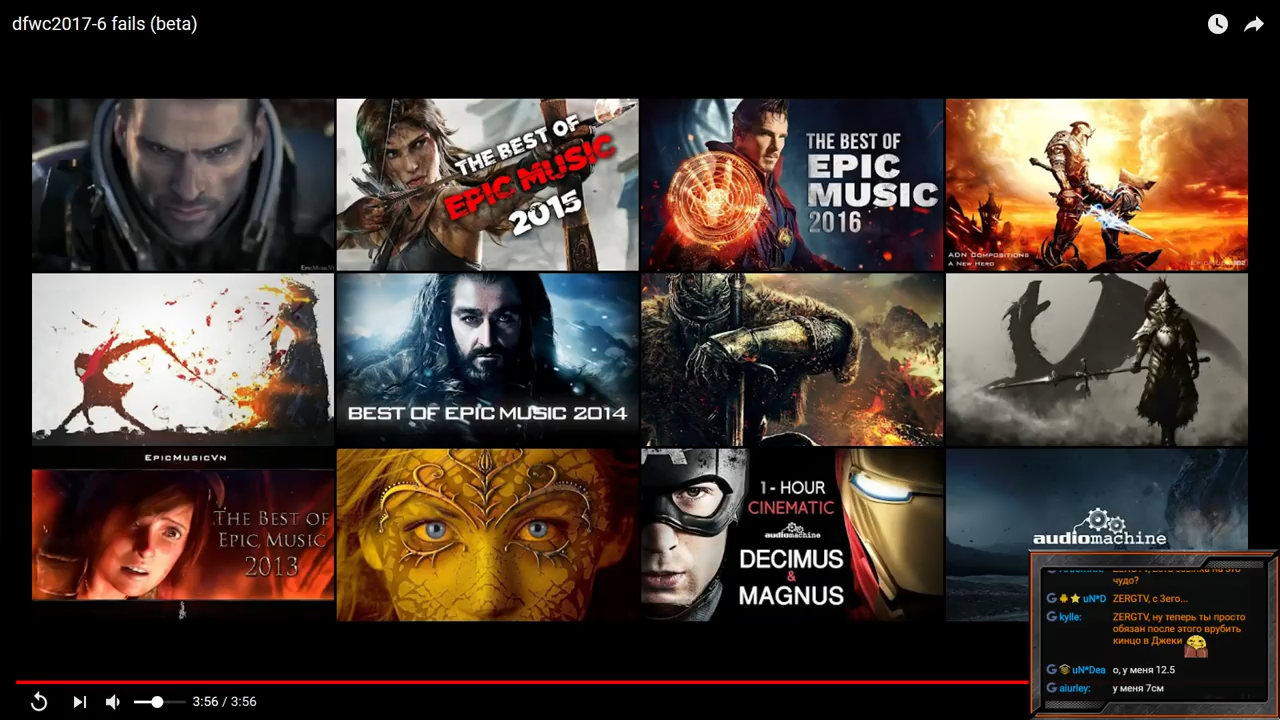 dfwc2017-6 fails (beta)
THE BEST OF
EPIC MUSIC
2015
THE BEST OF
EPIC
MUSIC
2016
ADN COMPOSITIONS
A NEW HERO
BEST OF EPIC MUSIC 2014
EPICMUSICVN
THE BEST OF
EPIC MUSIC
2013
1 - HOUR
CINEMATIC
audiomachine
DECIMUS
&
MAGNUS
audiomachine
чудо?
uN*D ZERGTV, с 3его...
kylle: ZERGTV, ну теперь ты просто
обязан после этого врубить
кинцо в Джеки
uN*Dea о, у меня 12.5
aiurley: у меня 7см
3:56 / 3:56